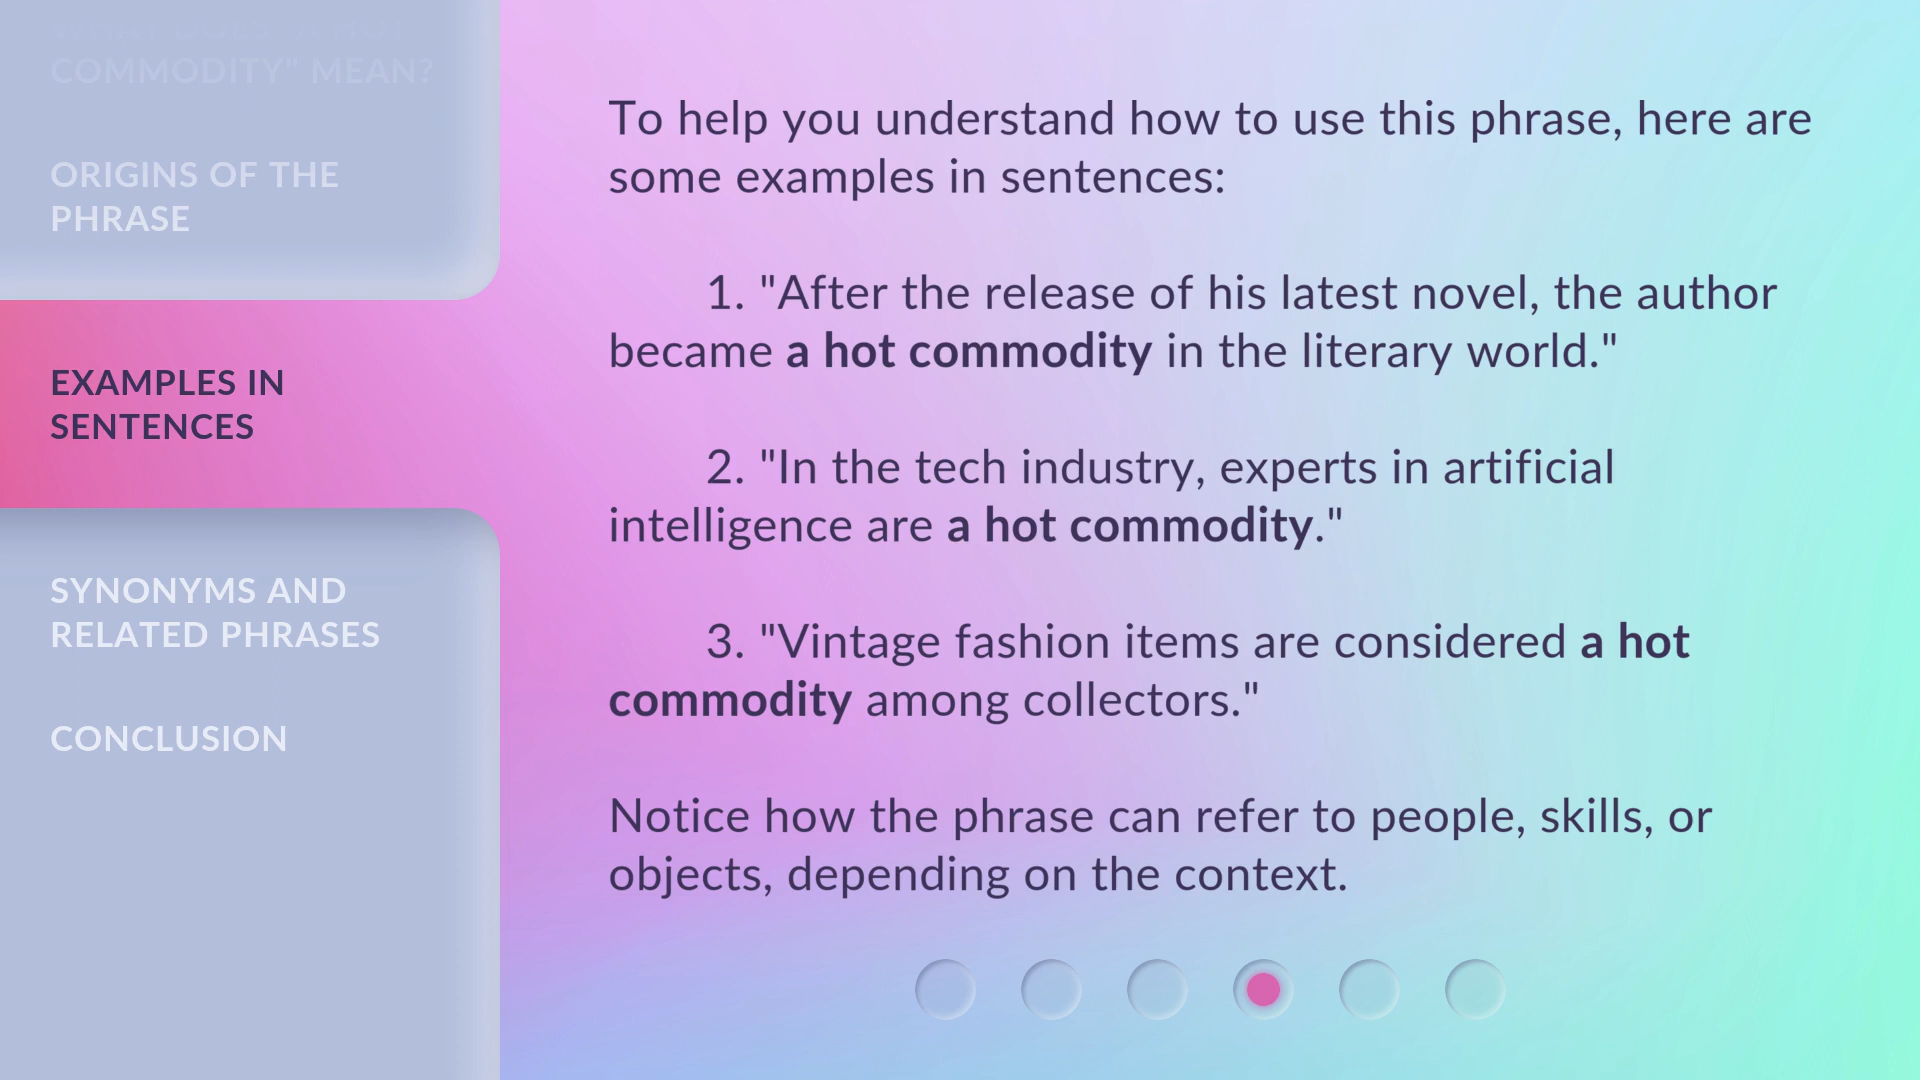 WHAT DOES "A HOT
COMMODITY" MEAN?
ORIGINS OF THE
PHRASE
EXAMPLES IN
SENTENCES
SYNONYMS AND
RELATED PHRASES
CONCLUSION
To help you understand how to use this phrase, here are
some examples in sentences:
1. "After the release of his latest novel, the author
became a hot commodity in the literary world."
2. "In the tech industry, experts in artificial
intelligence are a hot commodity."
3. "Vintage fashion items are considered a hot
commodity among collectors."
Notice how the phrase can refer to people, skills, or
objects, depending on the context.